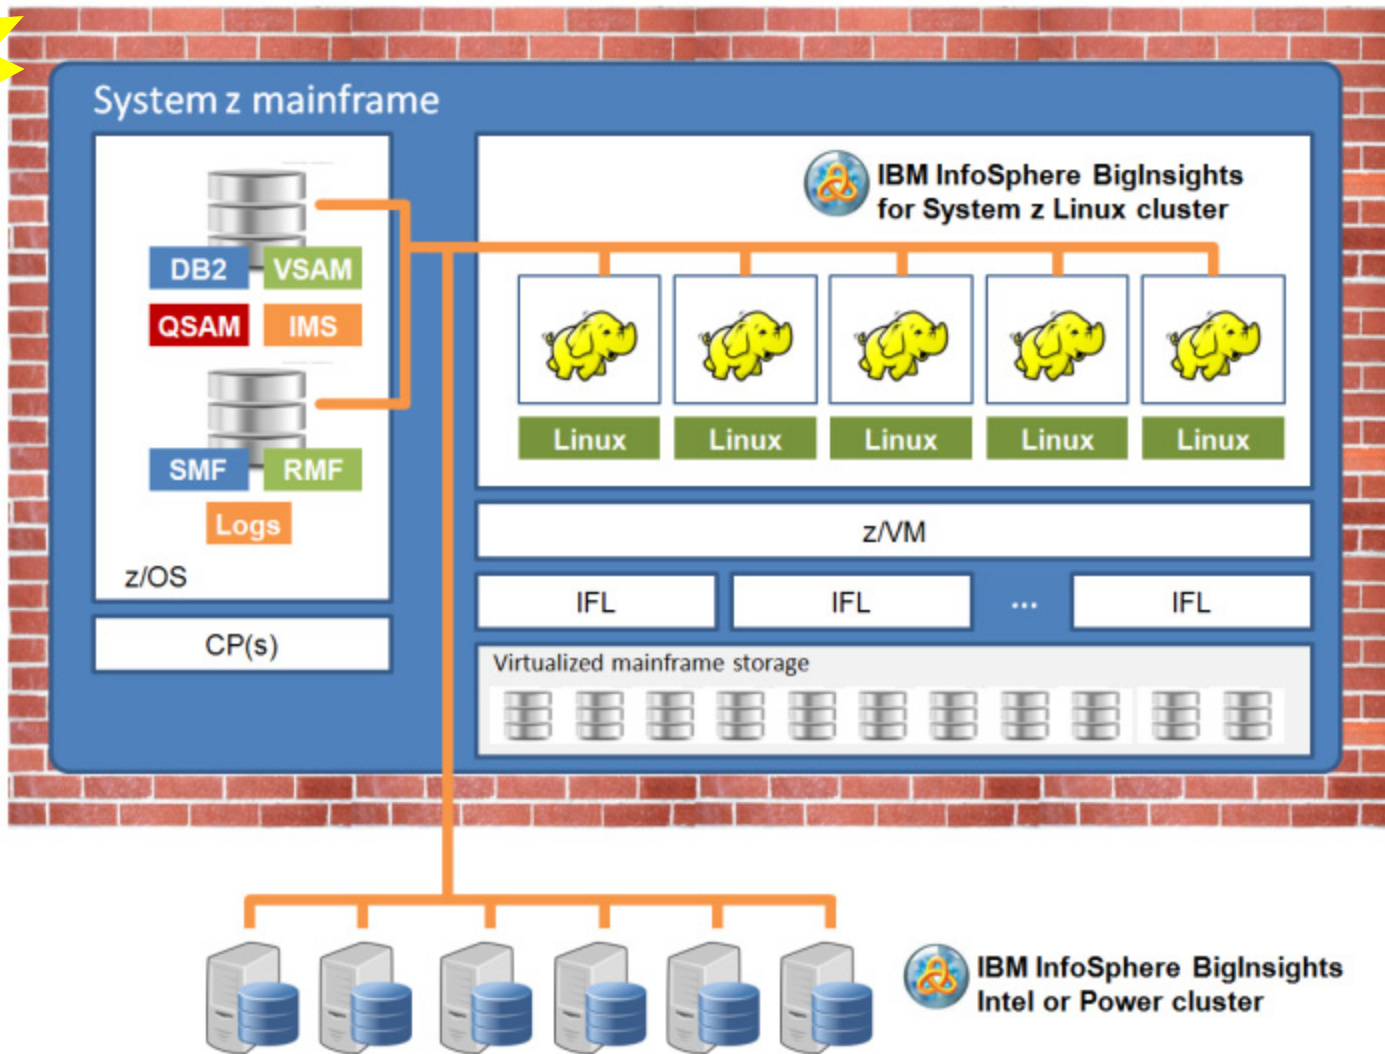 System z mainframe
IBM InfoSphere BigInsights
for System z Linux cluster
DB2
VSAM
QSAM
IMS
SMF
RMF
Logs
z/OS
CP(s)
Linux
Linux
Linux
Linux
Linux
z/VM
IFL
IFL
...
IFL
Virtualized mainframe storage
IBM InfoSphere BigInsights
Intel or Power cluster